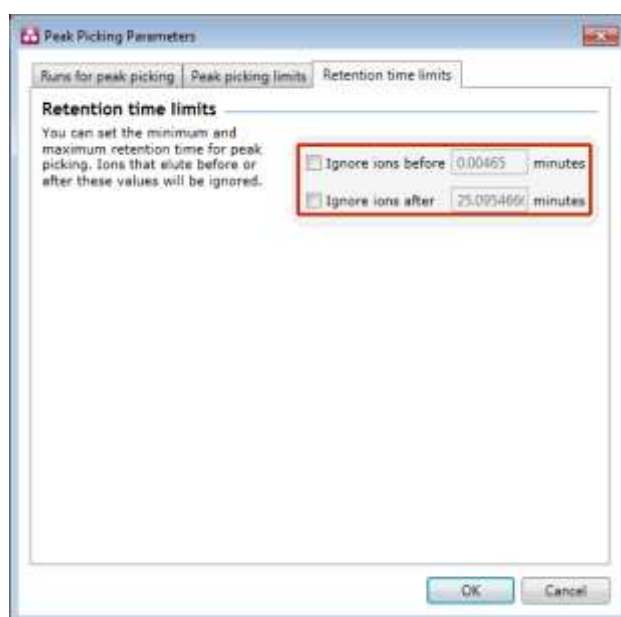 Peak Picking Parameters
Runs for peak picking Peak picking limits Retention time limits
Retention time limits
You can set the minimum and
maximum retention time for peak
picking. Ions that elute before or
after these values will be ignored.
Ignore ions before 0.00465 minutes
Ignore ions after minutes
OK Cancel